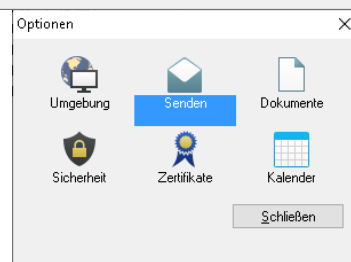 Optionen
Umgebung Senden Dokumente
Sicherheit Zertifikate Kalender
Schließen